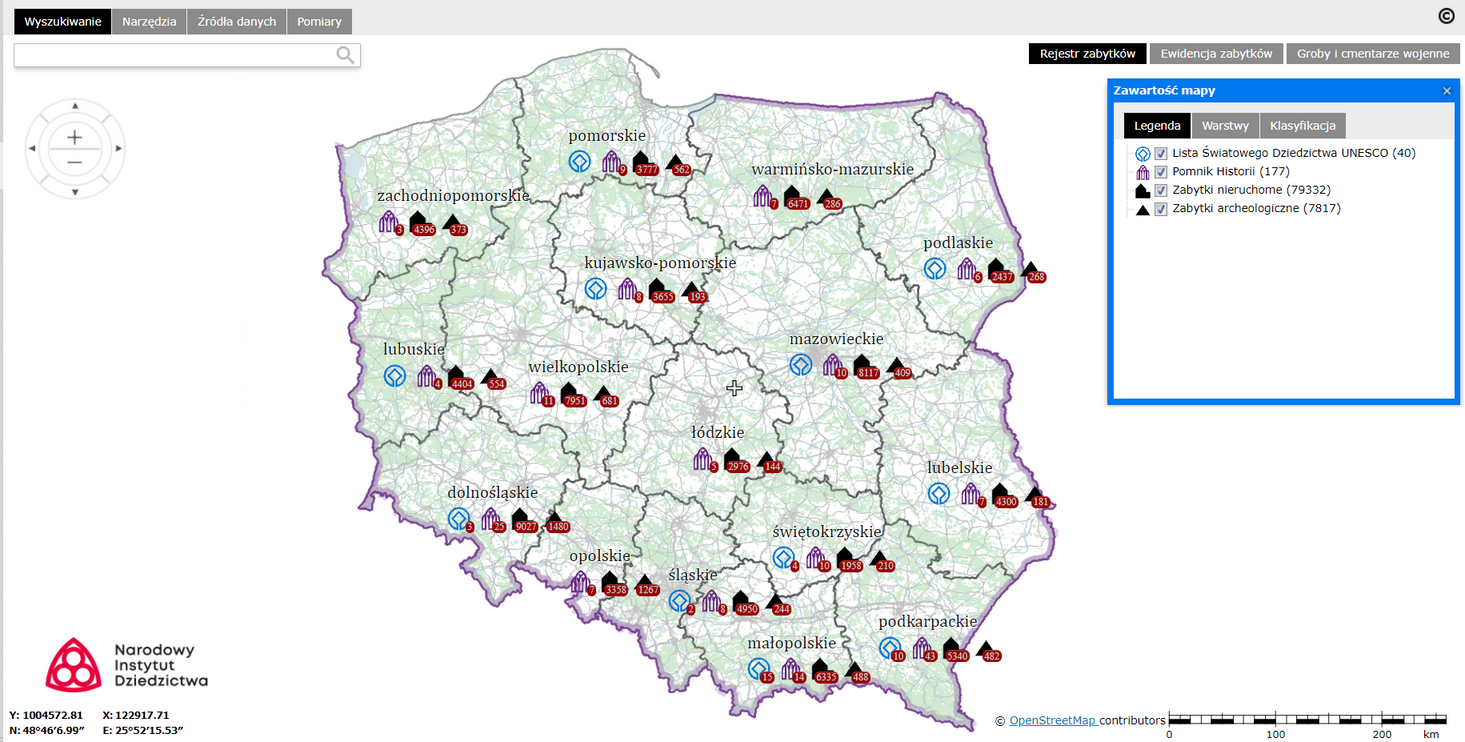 Wyszukiwanie Narzędzia Źródła danych Pomiary
©
Rejestr zabytków Ewidencja zabytków Groby i cmentarze wojenne
Zawartość mapy ×
Legenda Warstwy Klasyfikacja
Lista Światowego Dziedzictwa UNESCO (40)
Pomnik Historii (177)
Zabytki nieruchome (79332)
Zabytki archeologiczne (7817)
pomorskie
9 3777 562
warmińsko-mazurskie
7 6471 286
zachodniopomorskie
3 4396 373
podlaskie
6 2437 268
kujawsko-pomorskie
8 3655 193
mazowieckie
10 8117 409
lubuskie
4 4404 554
wielkopolskie
11 7951 681
łódzkie
5 2976 144
lubelskie
7 4300 181
dolnośląskie
3 25 9027 1480
świętokrzyskie
4 10 1958 210
opolskie
7 3358 1267
śląskie
2 8 4950 244
podkarpackie
10 43 5340 482
małopolskie
15 14 6335 488
Narodowy
Instytut
Dziedzictwa
Y: 1004572.81 X: 122917.71
N: 48°46'6.99" E: 25°52'15.53"
© OpenStreetMap contributors
0 100 200 km